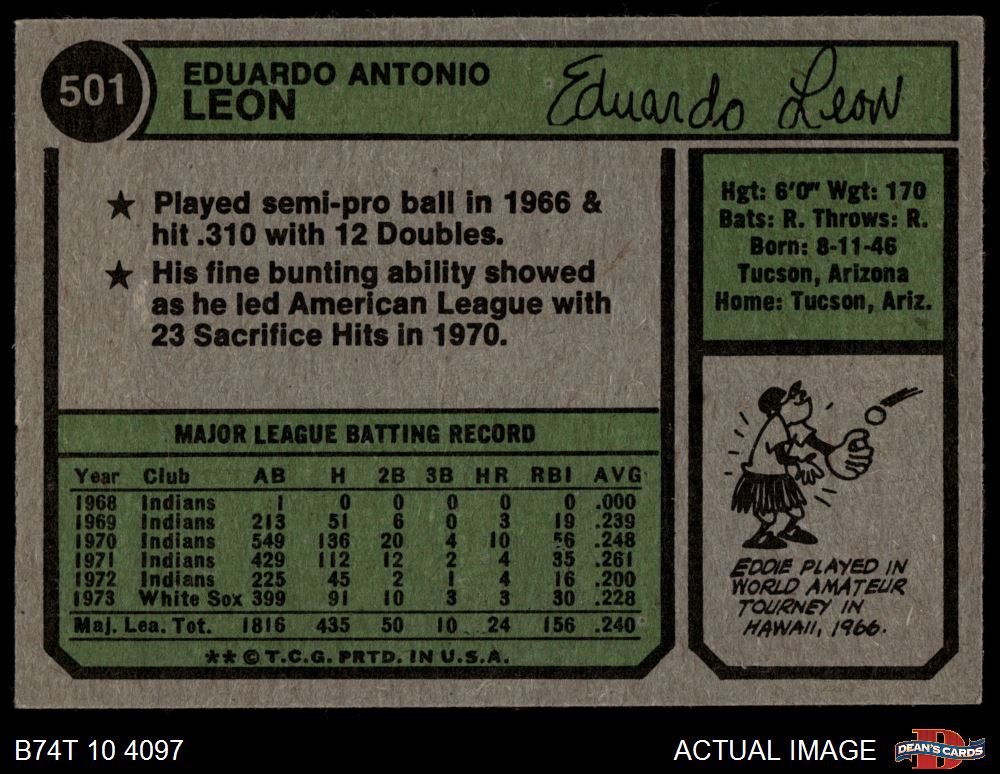 501
EDUARDO ANTONIO
LEON
Eduardo Leon
★ Played semi-pro ball in 1966 &
hit .310 with 12 Doubles.
★ His fine bunting ability showed
as he led American League with
23 Sacrifice Hits in 1970.
Hgt: 6'0" Wgt: 170
Bats: R. Throws: R.
Born: 8-11-46
Tucson, Arizona
Home: Tucson, Ariz.
MAJOR LEAGUE BATTING RECORD
Year Club AB H 2B 3B HR RBI AVG
1968 Indians 1 0 0 0 0 0 .000
1969 Indians 213 51 6 0 3 19 .239
1970 Indians 549 136 20 4 10 56 .248
1971 Indians 429 112 12 2 4 35 .261
1972 Indians 225 45 2 1 4 16 .200
1973 White Sox 399 91 10 3 3 30 .228
Maj. Lea. Tot. 1816 435 50 10 24 156 .240
** © T.C.G. PRTD. IN U.S.A.
EDDIE PLAYED IN
WORLD AMATEUR
TOURNEY IN
HAWAII, 1966.
B74T 10 4097
ACTUAL IMAGE
DEAN'S CARDS